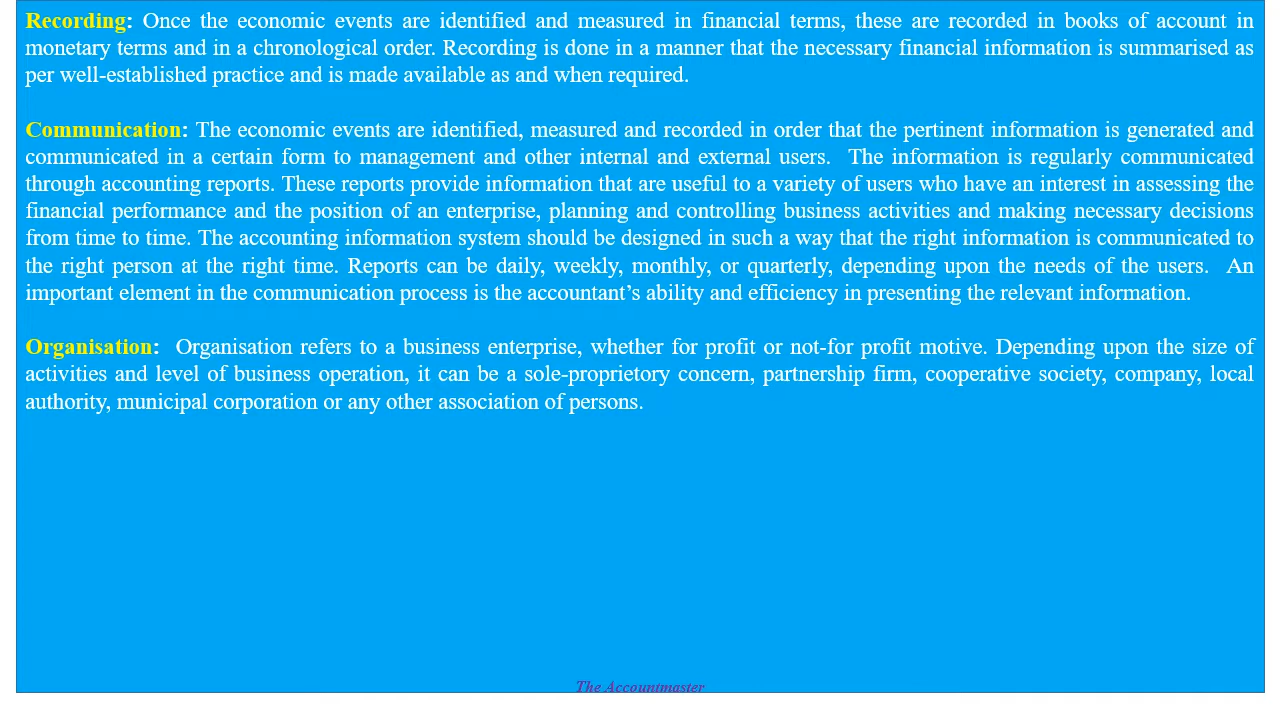 Recording: Once the economic events are identified and measured in financial terms, these are recorded in books of account in
monetary terms and in a chronological order. Recording is done in a manner that the necessary financial information is summarised as
per well-established practice and is made available as and when required.
Communication: The economic events are identified, measured and recorded in order that the pertinent information is generated and
communicated in a certain form to management and other internal and external users.  The information is regularly communicated
through accounting reports. These reports provide information that are useful to a variety of users who have an interest in assessing the
financial performance and the position of an enterprise, planning and controlling business activities and making necessary decisions
from time to time. The accounting information system should be designed in such a way that the right information is communicated to
the right person at the right time. Reports can be daily, weekly, monthly, or quarterly, depending upon the needs of the users.  An
important element in the communication process is the accountant’s ability and efficiency in presenting the relevant information.
Organisation:  Organisation refers to a business enterprise, whether for profit or not-for profit motive. Depending upon the size of
activities and level of business operation, it can be a sole-proprietory concern, partnership firm, cooperative society, company, local
authority, municipal corporation or any other association of persons.
The Accountmaster